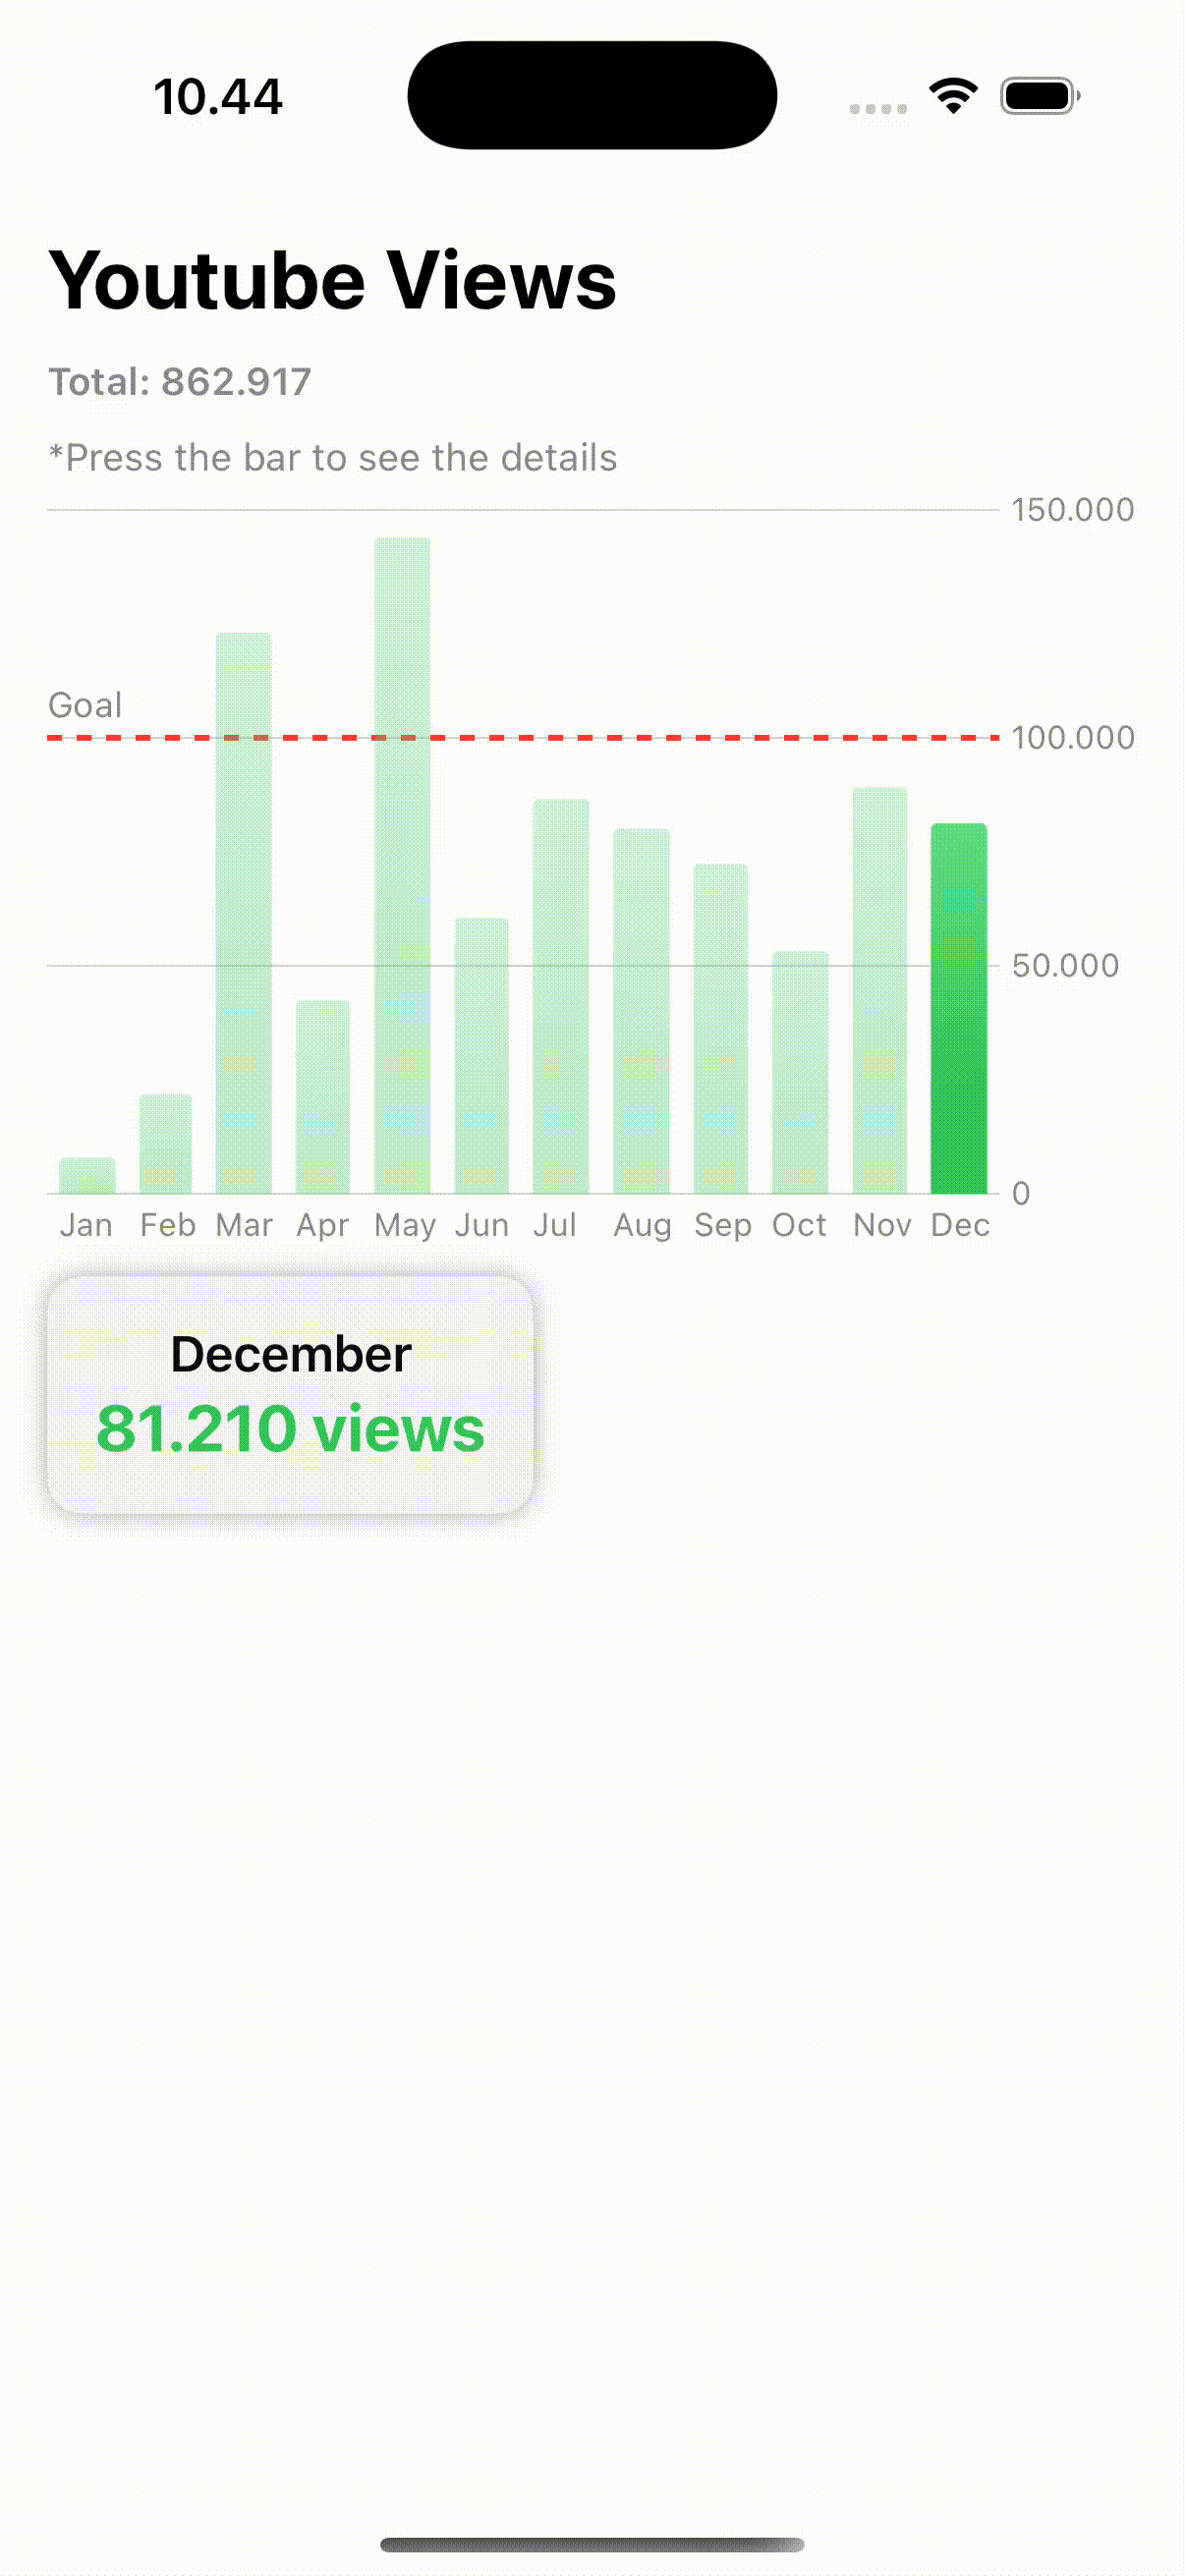 10.44
Youtube Views
Total: 862.917
*Press the bar to see the details
150.000
Goal
100.000
50.000
0
Jan Feb Mar Apr May Jun Jul Aug Sep Oct Nov Dec
December
81.210 views